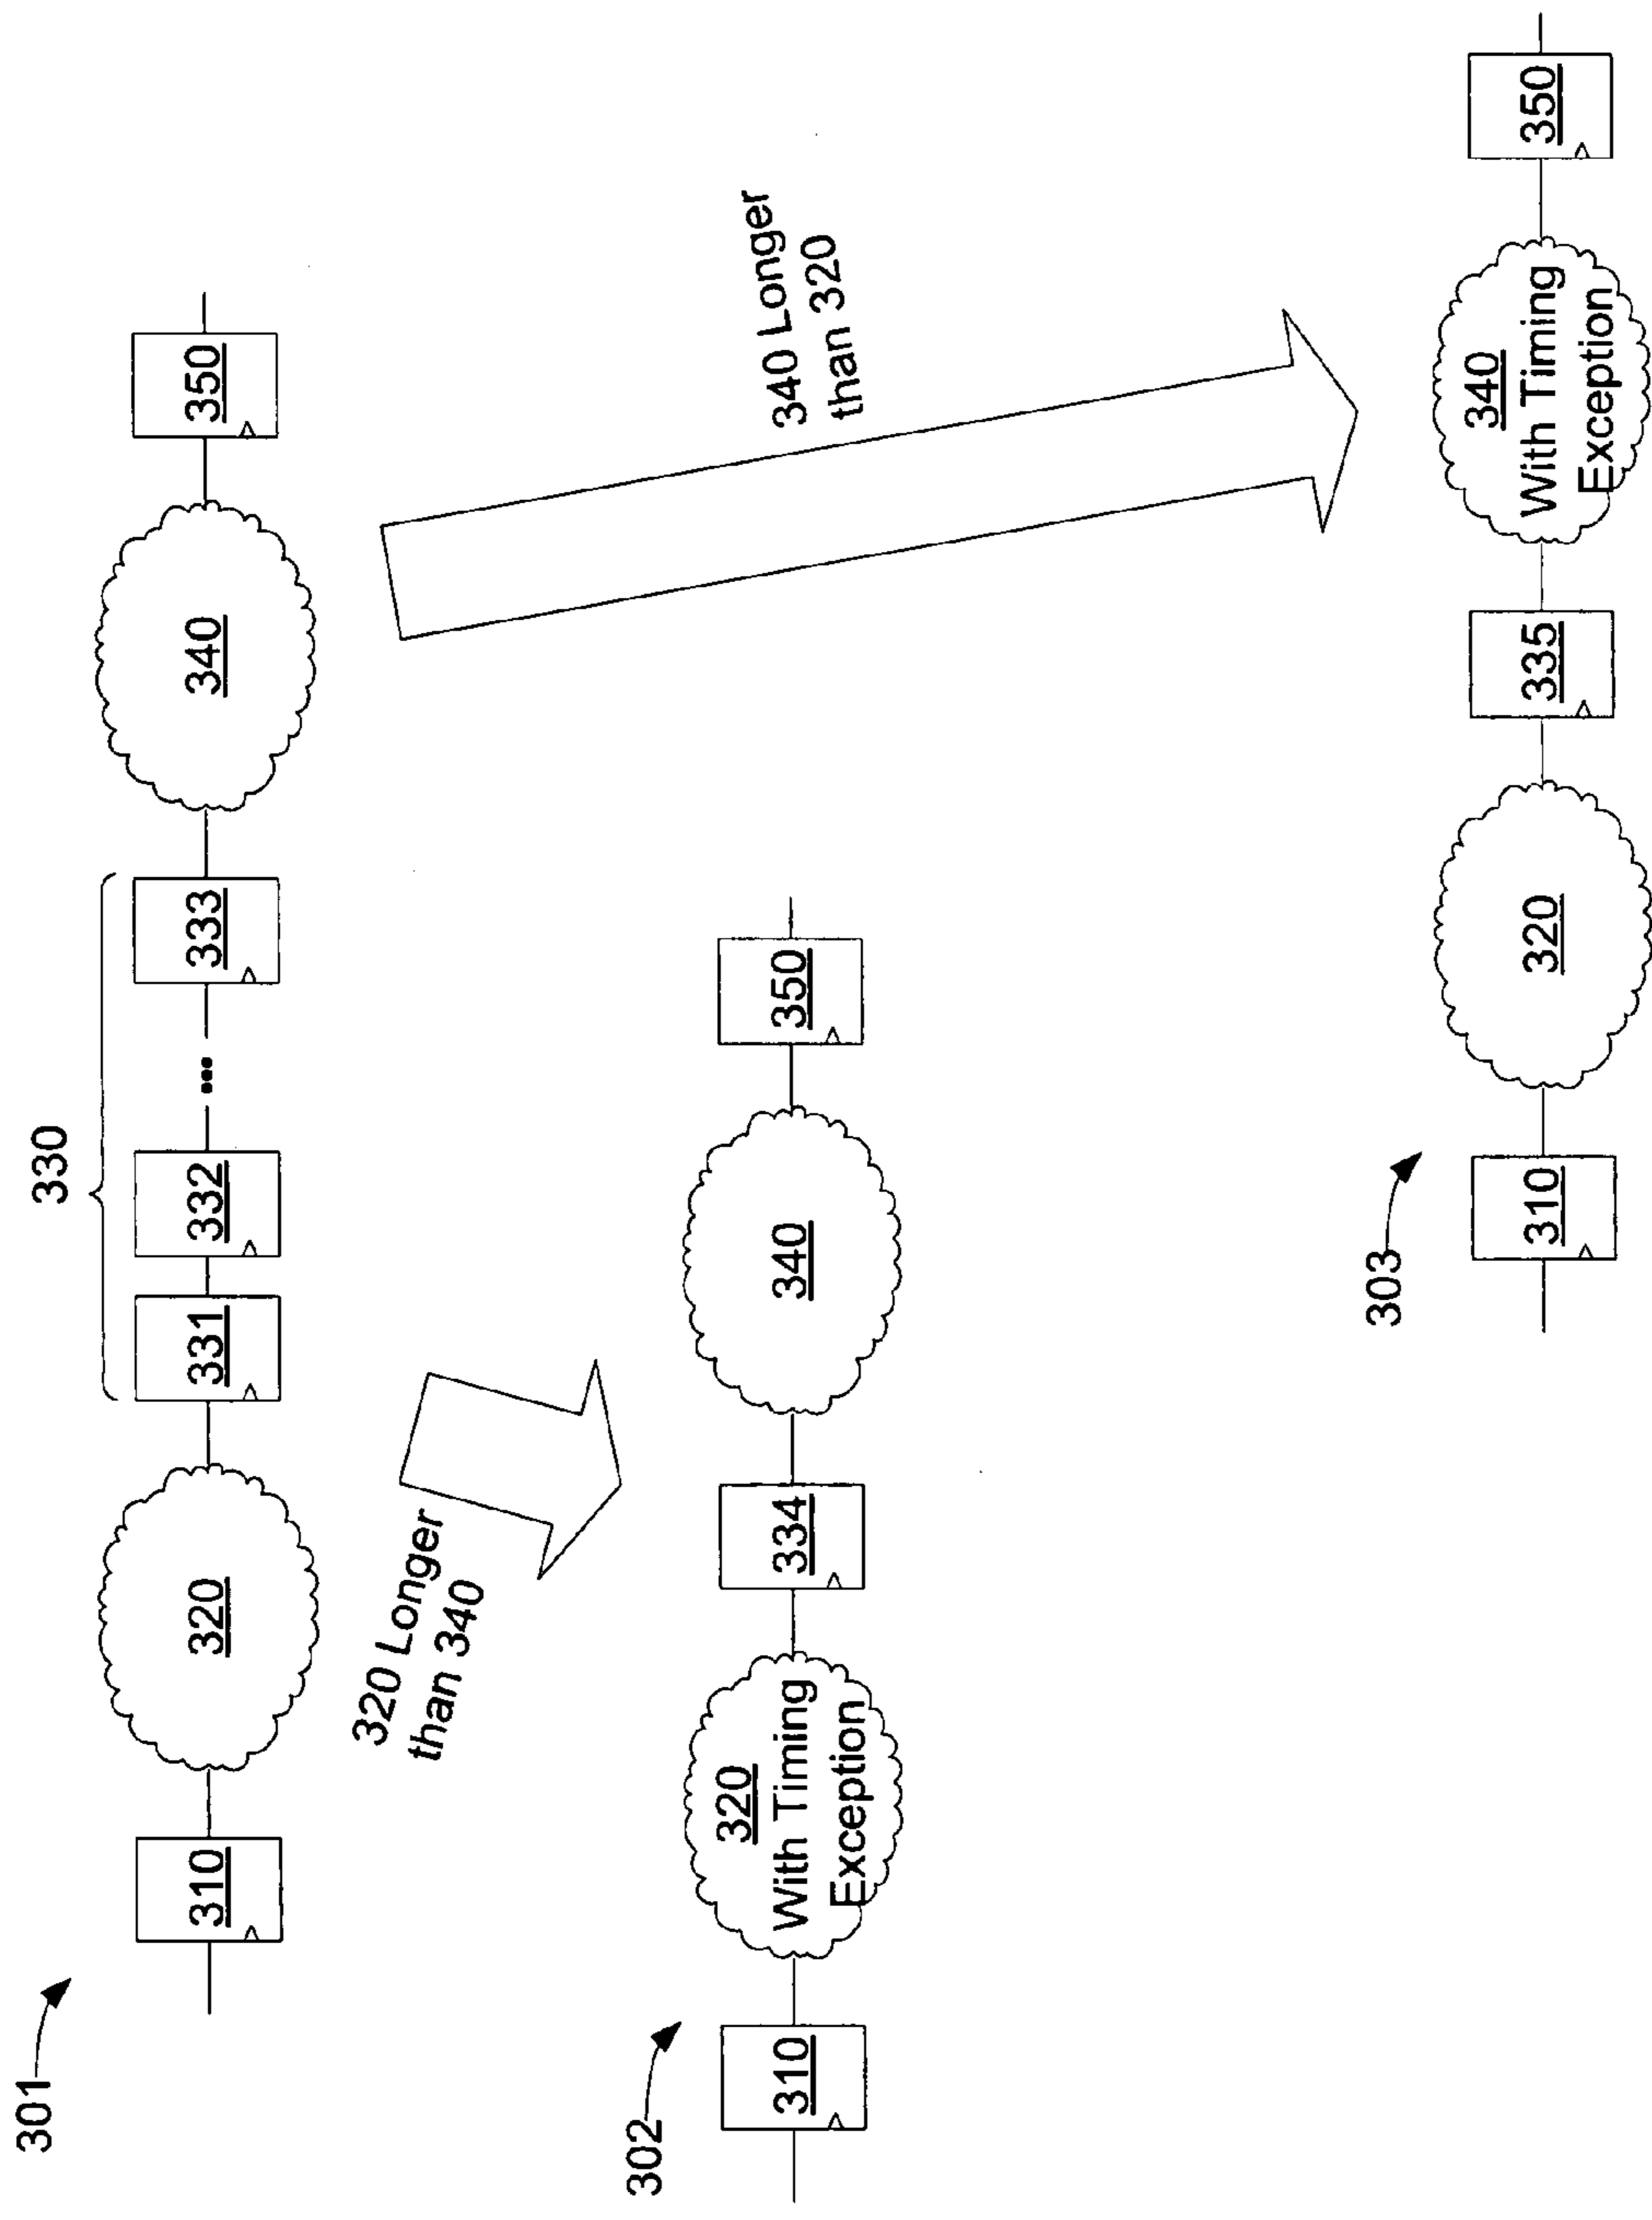 301
330
310
320
331
332
...
333
340
350
320 Longer
than 340
340 Longer
than 320
302
310
320
With Timing
Exception
334
340
350
303
310
320
335
340
With Timing
Exception
350